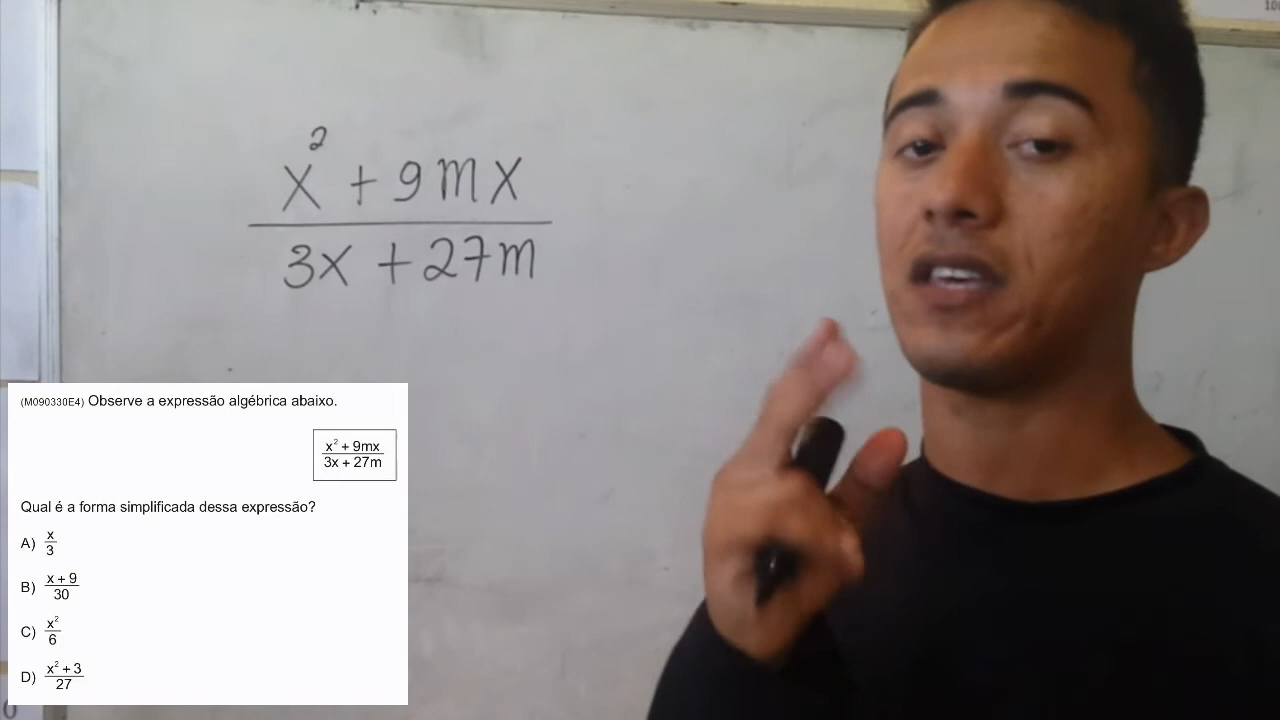 x² + 9mx
3x + 27m
(M090330E4) Observe a expressão algébrica abaixo.
x² + 9mx
3x + 27m
Qual é a forma simplificada dessa expressão?
A) x/3
B) x + 9/30
C) x²/6
D) x² + 3/27